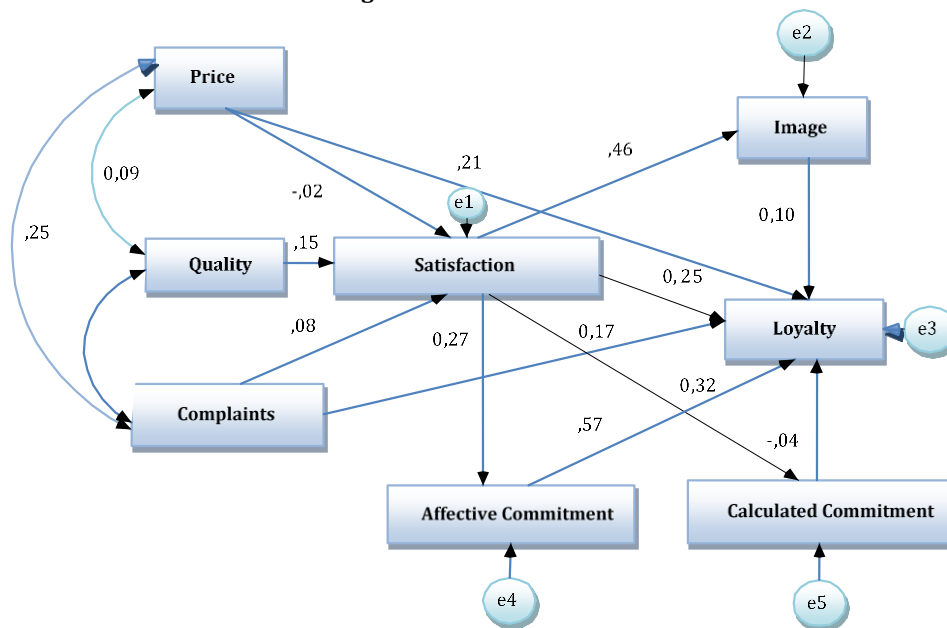 e2
Price
Image
,21
,46
0,09
-,02
e1
0,10
,25
,15
Quality
Satisfaction
0, 25
,08
0,27
0,17
Loyalty
e3
0,32
Complaints
,57
-,04
Affective Commitment
Calculated Commitment
e4
e5